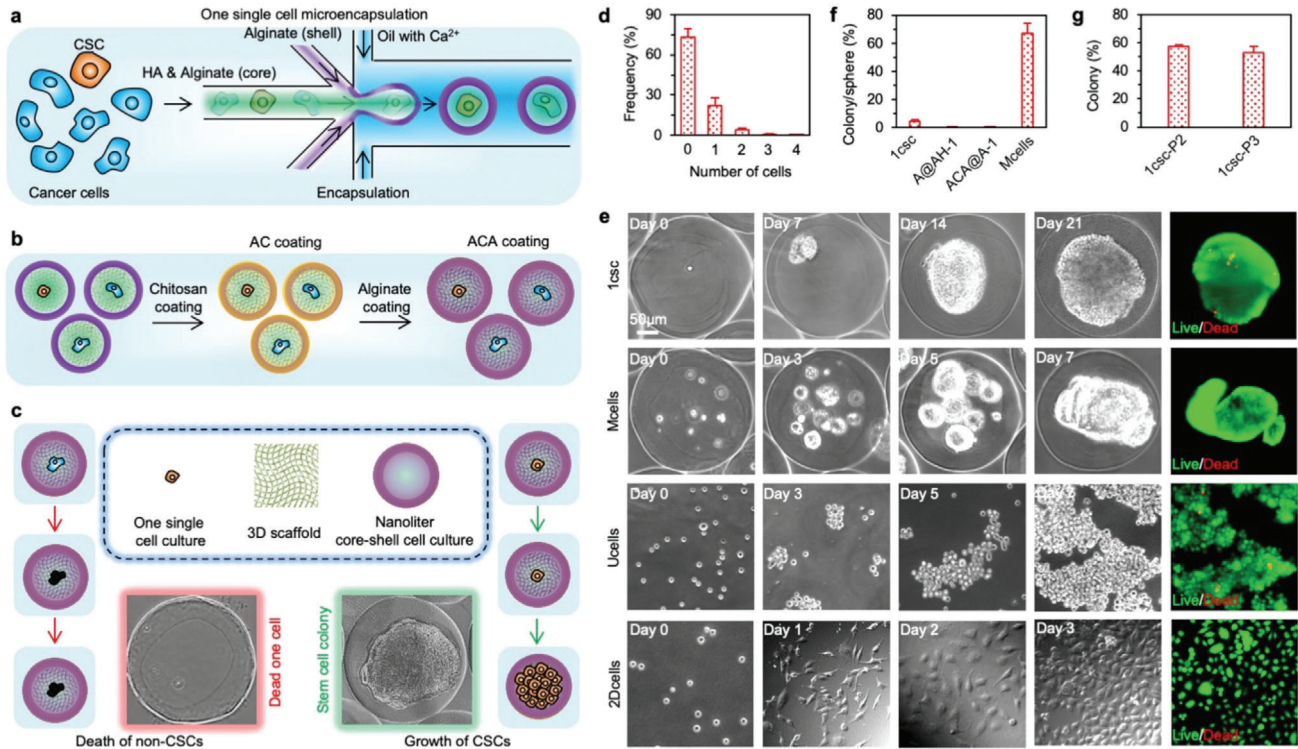 a
One single cell microencapsulation
Alginate (shell)
Oil with Ca²⁺
CSC
HA & Alginate (core)
Cancer cells
Encapsulation
b
AC coating
ACA coating
Chitosan
coating
Alginate
coating
c
One single
cell culture
3D scaffold
Nanoliter
core-shell cell culture
Dead one cell
Stem cell colony
Death of non-CSCs
Growth of CSCs
d
Frequency (%)
90
60
30
0
0 1 2 3 4
Number of cells
f
Colony/sphere (%)
80
60
40
20
0
1csc
A@AH-1
ACA@A-1
Mcells
g
Colony (%)
80
60
40
20
0
1csc-P2
1csc-P3
e
1csc
Day 0
Day 7
Day 14
Day 21
50μm
Live/Dead
Mcells
Day 0
Day 3
Day 5
Day 7
Live/Dead
Ucells
Day 0
Day 3
Day 5
Live/Dead
2Dcells
Day 0
Day 1
Day 2
Day 3
Live/Dead